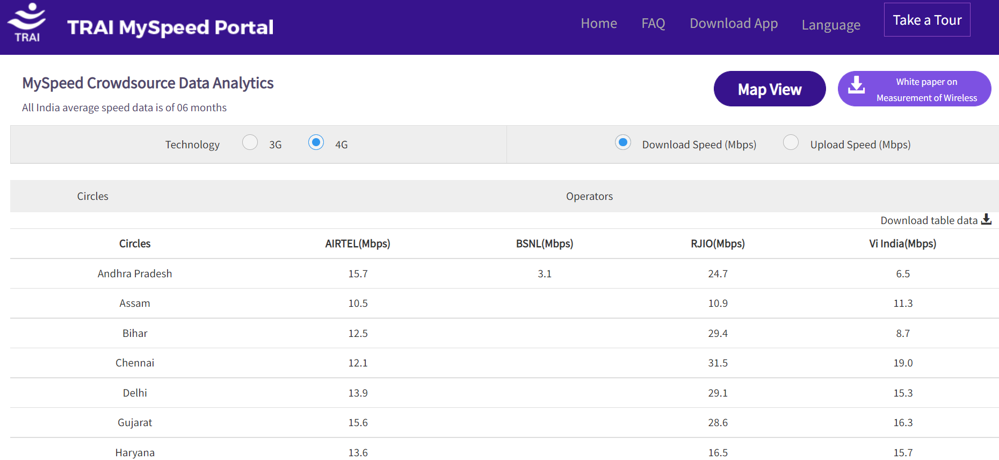 TRAI
TRAI MySpeed Portal
Home FAQ Download App Language Take a Tour
MySpeed Crowdsource Data Analytics
All India average speed data is of 06 months
Map View
White paper on
Measurement of Wireless
Technology 3G 4G Download Speed (Mbps) Upload Speed (Mbps)
Circles Operators
Download table data
Circles AIRTEL(Mbps) BSNL(Mbps) RJIO(Mbps) Vi India(Mbps)
Andhra Pradesh 15.7 3.1 24.7 6.5
Assam 10.5 10.9 11.3
Bihar 12.5 29.4 8.7
Chennai 12.1 31.5 19.0
Delhi 13.9 29.1 15.3
Gujarat 15.6 28.6 16.3
Haryana 13.6 16.5 15.7